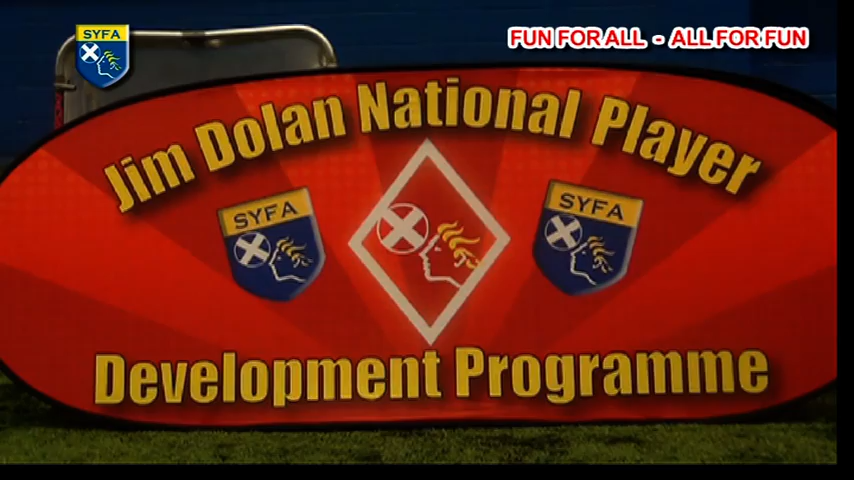 SYFA
FUN FOR ALL - ALL FOR FUN
Jim Dolan National Player
SYFA
SYFA
Development Programme